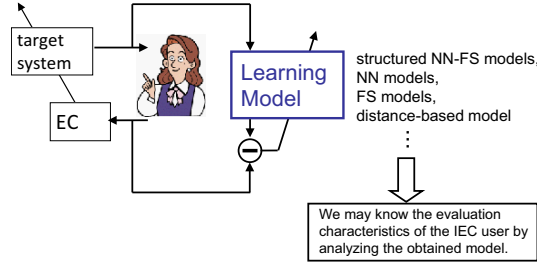 target
system
EC
Learning
Model
structured NN-FS models,
NN models,
FS models,
distance-based model
⋮
We may know the evaluation
characteristics of the IEC user by
analyzing the obtained model.